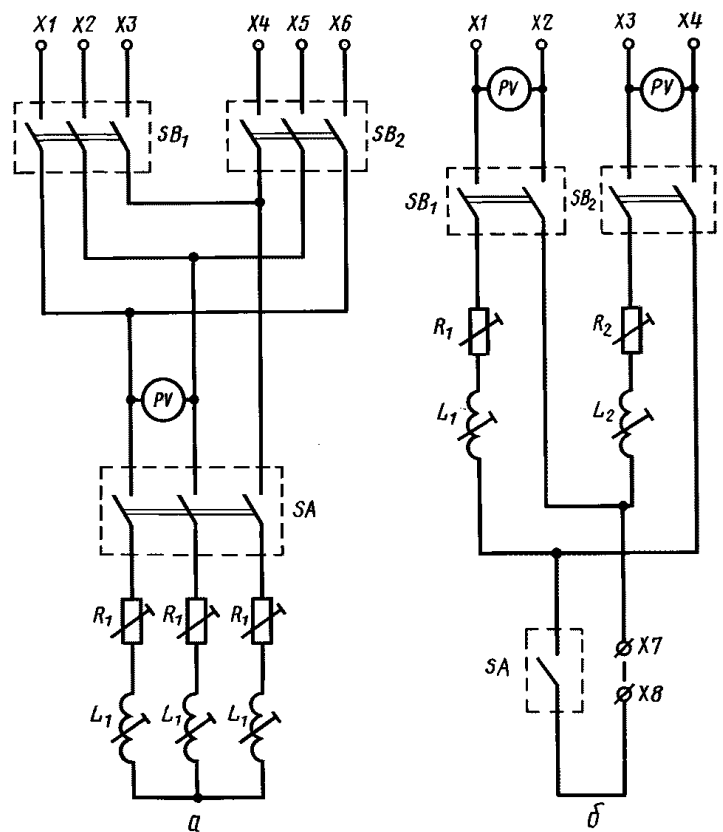 X1 X2 X3 X4 X5 X6
SB₁ SB₂
PV
SA
R₁ R₁ R₁
L₁ L₁ L₁
а
X1 X2 X3 X4
PV PV
SB₁ SB₂
R₁ R₂
L₁ L₂
SA X7
X8
б